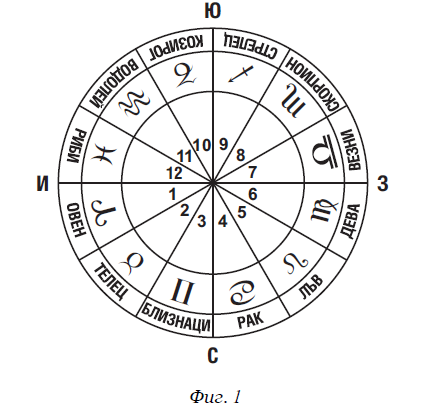 Ю
КОЗИРОГ
СТРЕЛЕЦ
ВОДОЛЕЙ
СКОРПИОН
РИБИ
ВЕЗНИ
10 9
11 8
12 7
И
З
1 6
2 5
3 4
ОВЕН
ДЕВА
ТЕЛЕЦ
ЛЪВ
БЛИЗНАЦИ
РАК
С
Фиг. 1